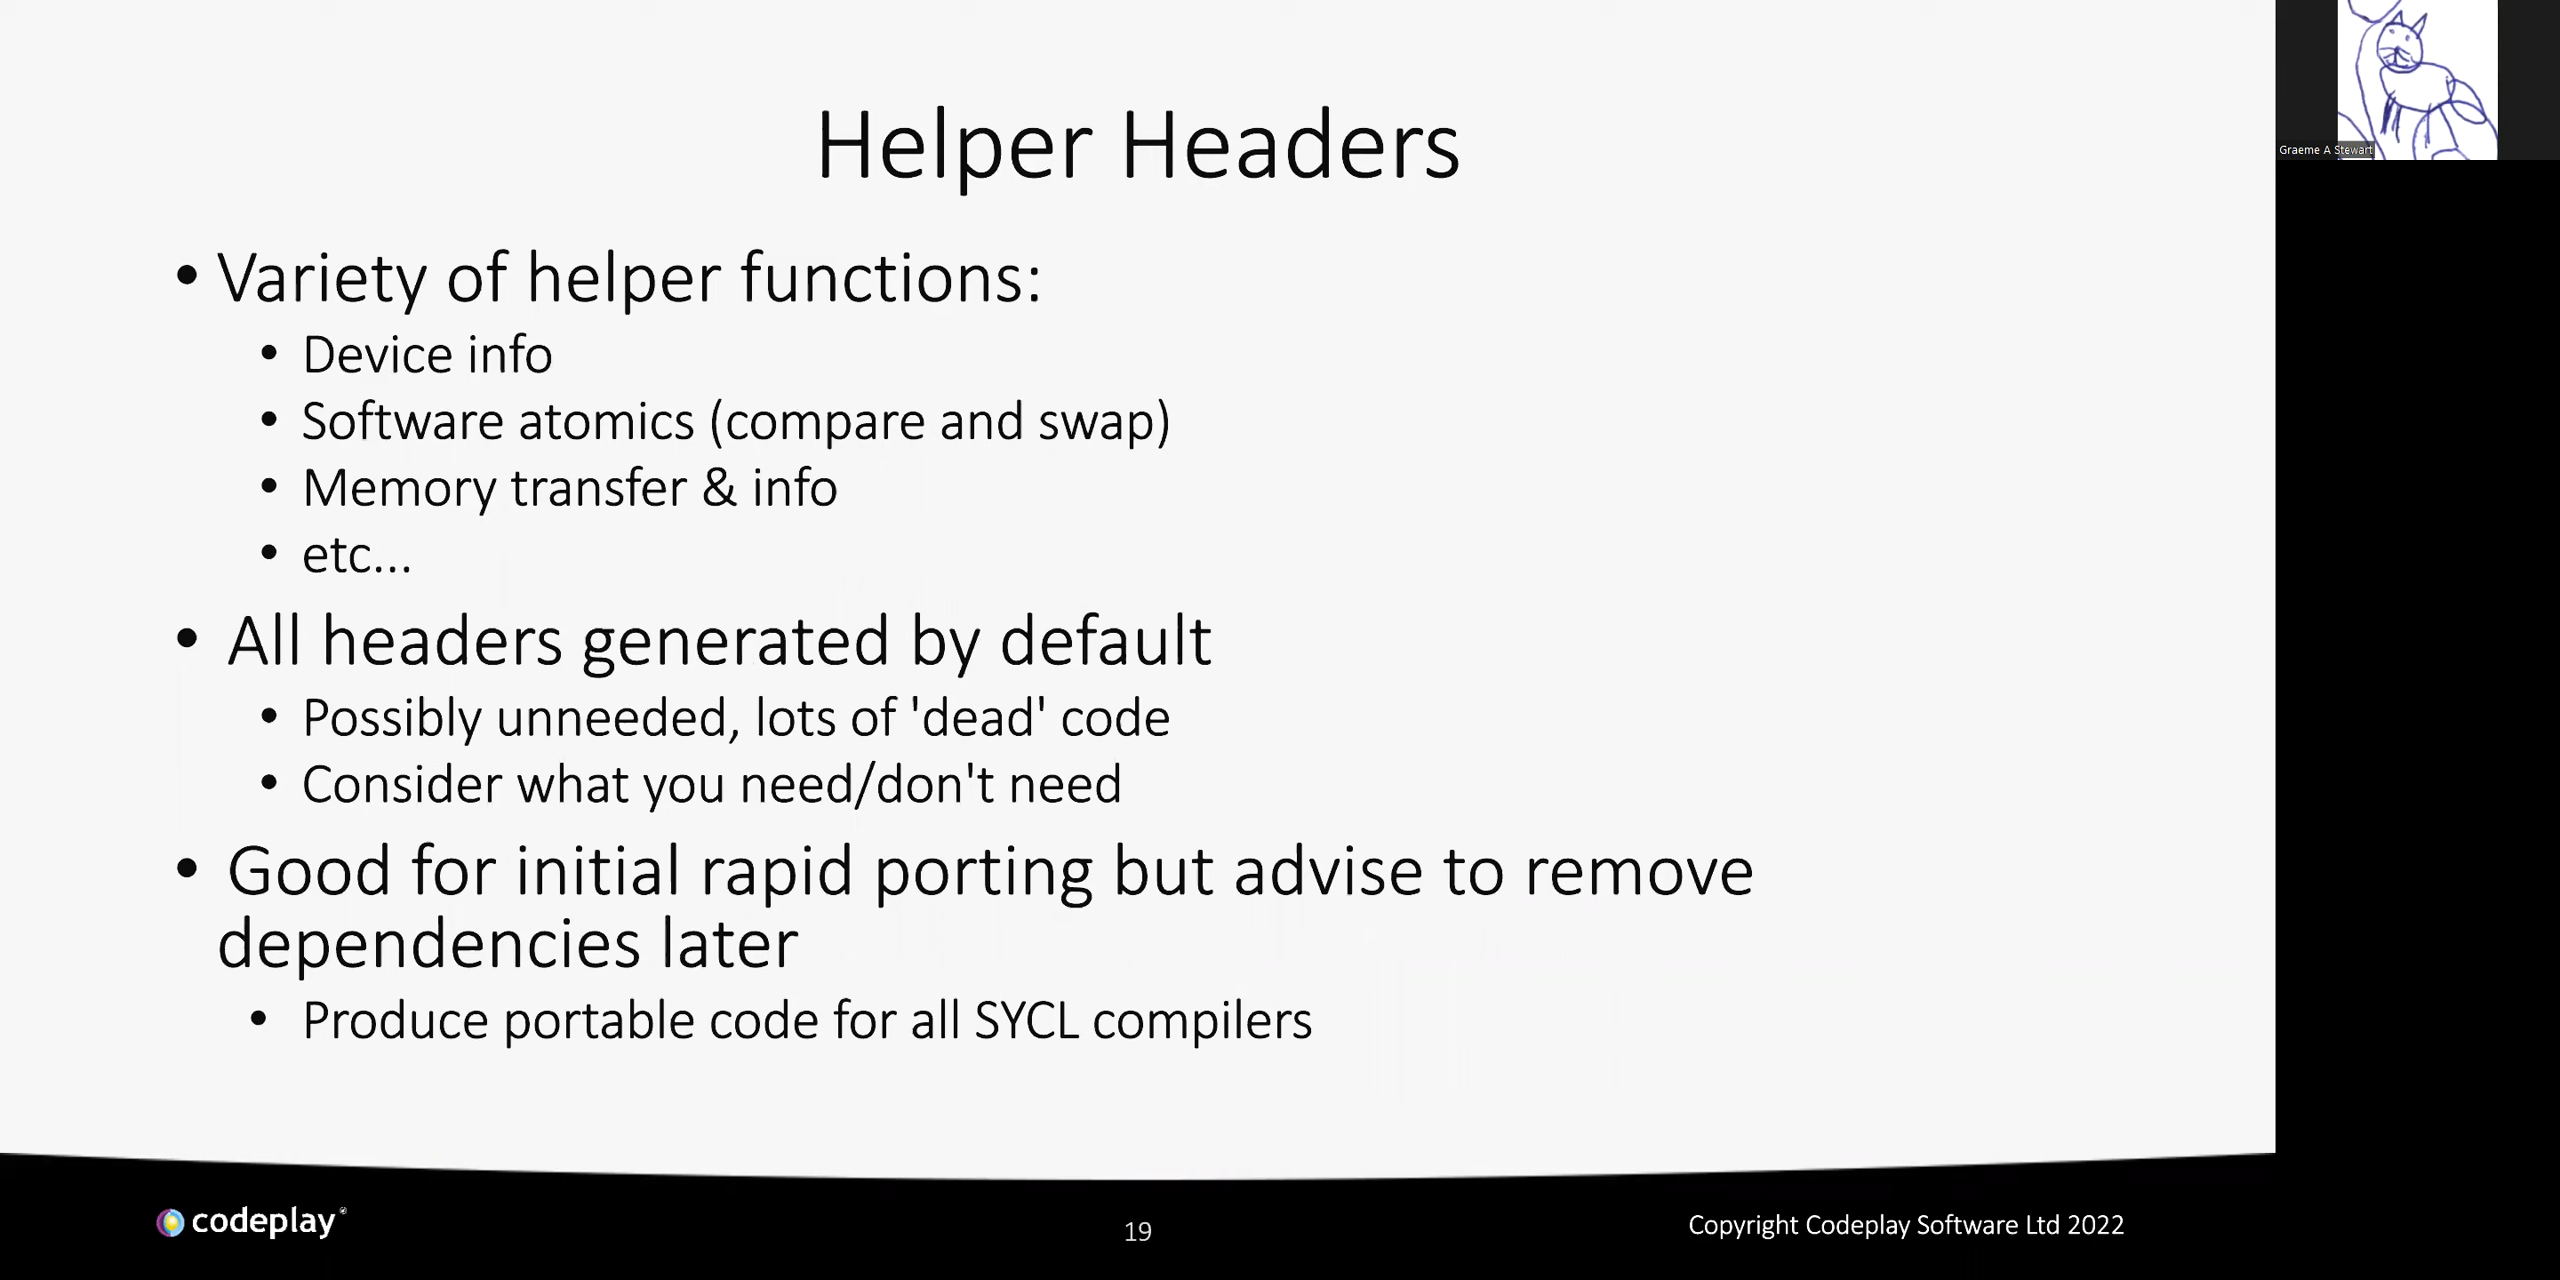 Helper Headers
Graeme A Stewart
• Variety of helper functions:
• Device info
• Software atomics (compare and swap)
• Memory transfer & info
• etc...
• All headers generated by default
• Possibly unneeded, lots of 'dead' code
• Consider what you need/don't need
• Good for initial rapid porting but advise to remove
dependencies later
• Produce portable code for all SYCL compilers
codeplay®
19
Copyright Codeplay Software Ltd 2022